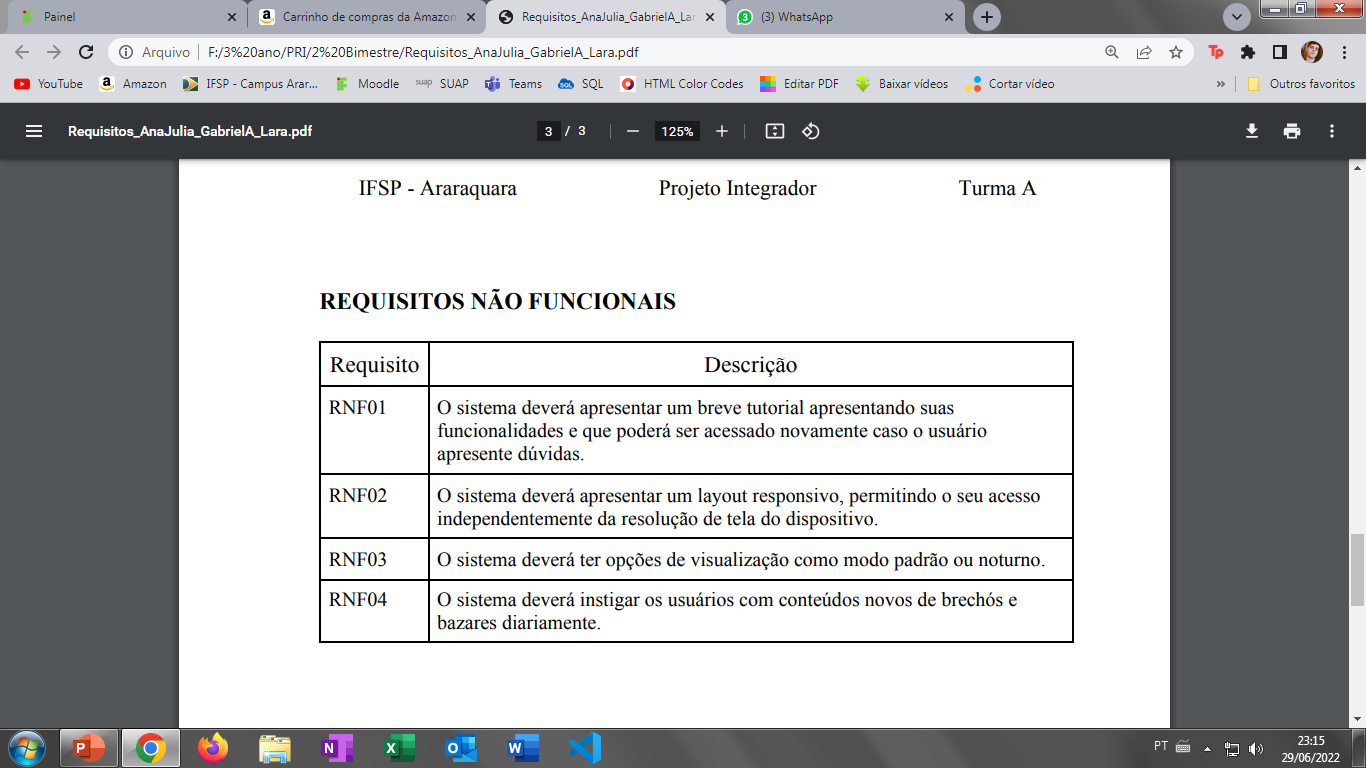 Painel
Carrinho de compras da Amazon
Requisitos_AnaJulia_GabrielA_Lar
(3) WhatsApp
Arquivo
F:/3%20ano/PRI/2%20Bimestre/Requisitos_AnaJulia_GabrielA_Lara.pdf
YouTube
Amazon
IFSP - Campus Arar...
Moodle
suap SUAP
Teams
SQL
HTML Color Codes
Editar PDF
Baixar vídeos
Cortar vídeo
»
Outros favoritos
Requisitos_AnaJulia_GabrielA_Lara.pdf
3 / 3
125%
IFSP - Araraquara Projeto Integrador Turma A
REQUISITOS NÃO FUNCIONAIS
Requisito Descrição
RNF01 O sistema deverá apresentar um breve tutorial apresentando suas
funcionalidades e que poderá ser acessado novamente caso o usuário
apresente dúvidas.
RNF02 O sistema deverá apresentar um layout responsivo, permitindo o seu acesso
independentemente da resolução de tela do dispositivo.
RNF03 O sistema deverá ter opções de visualização como modo padrão ou noturno.
RNF04 O sistema deverá instigar os usuários com conteúdos novos de brechós e
bazares diariamente.
PT
23:15
29/06/2022